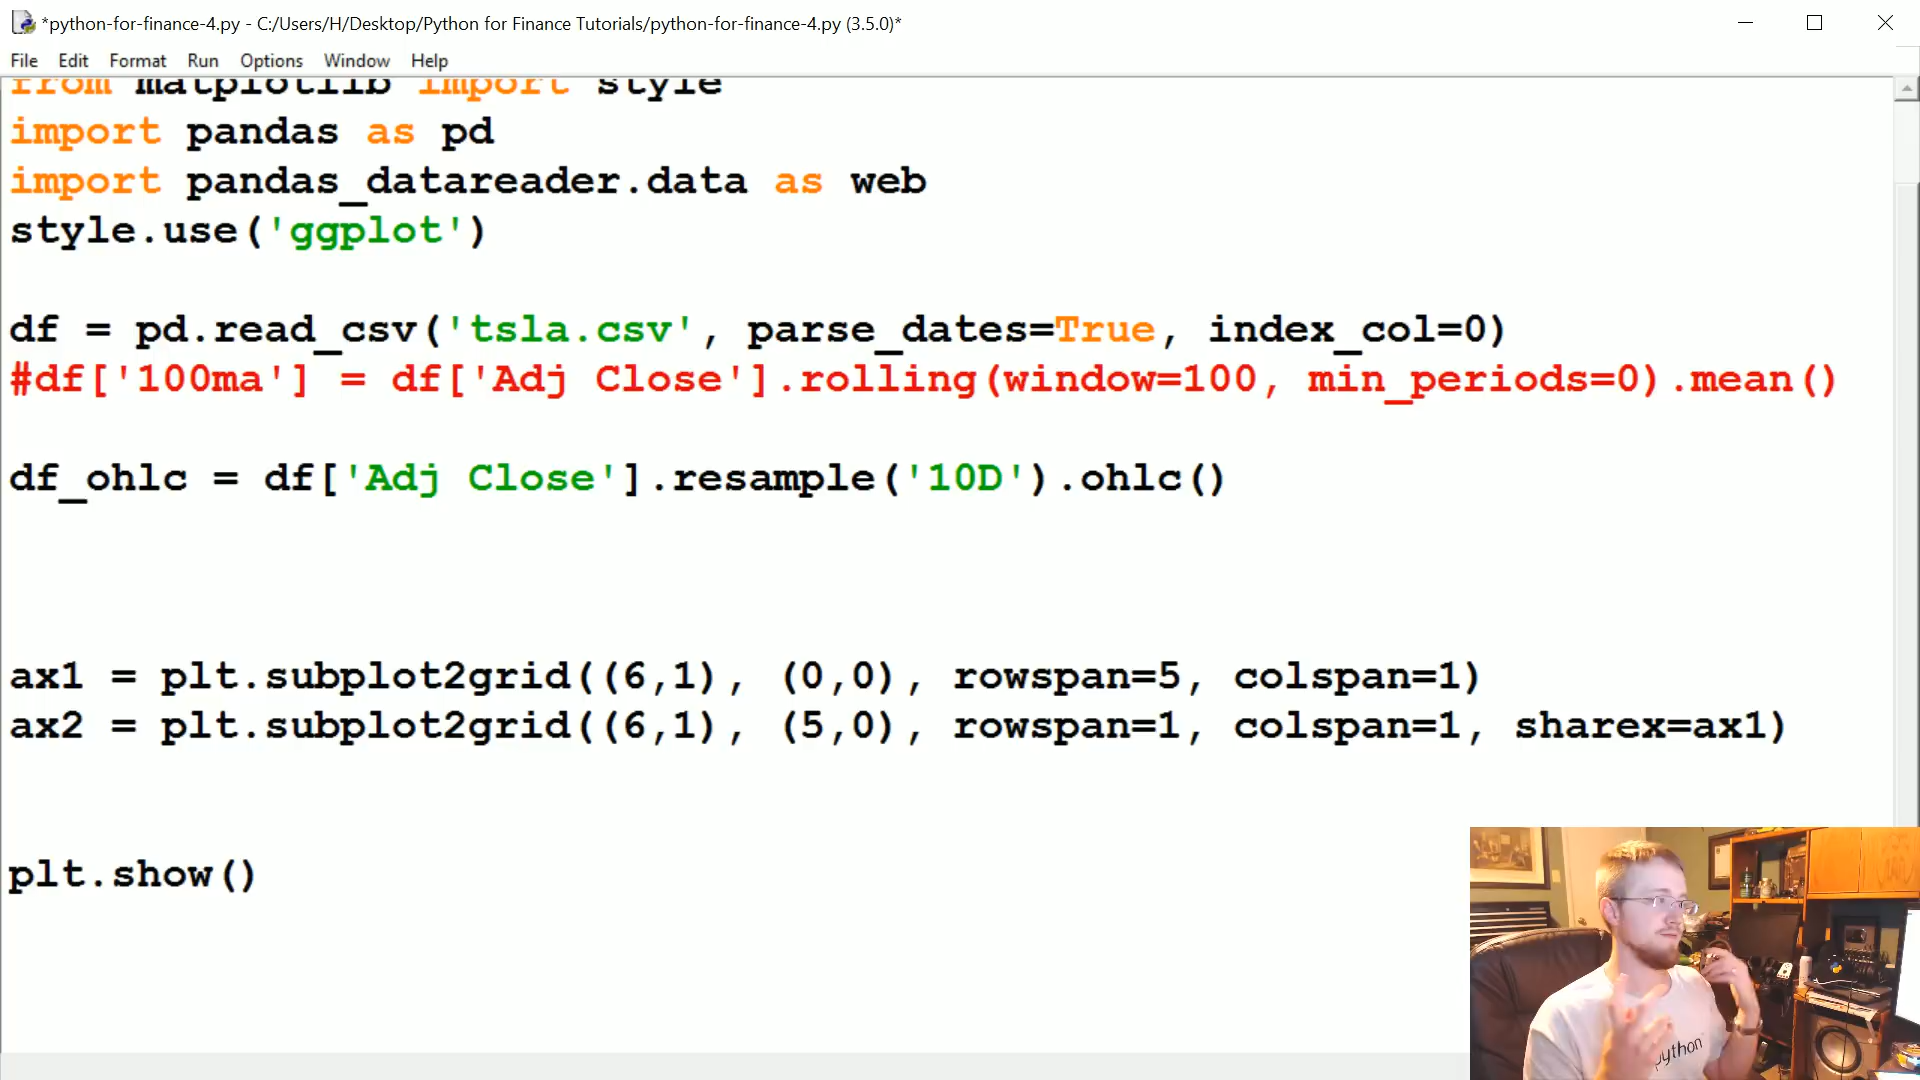 *python-for-finance-4.py - C:/Users/H/Desktop/Python for Finance Tutorials/python-for-finance-4.py (3.5.0)*
File Edit Format Run Options Window Help
from matplotlib import style
import pandas as pd
import pandas_datareader.data as web
style.use('ggplot')
df = pd.read_csv('tsla.csv', parse_dates=True, index_col=0)
#df['100ma'] = df['Adj Close'].rolling(window=100, min_periods=0).mean()
df_ohlc = df['Adj Close'].resample('10D').ohlc()
ax1 = plt.subplot2grid((6,1), (0,0), rowspan=5, colspan=1)
ax2 = plt.subplot2grid((6,1), (5,0), rowspan=1, colspan=1, sharex=ax1)
plt.show()
python